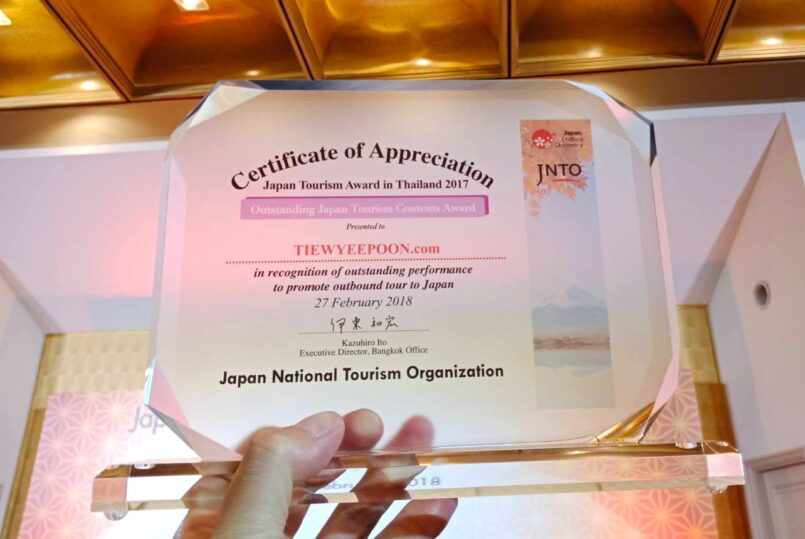 Japan.
Endless
Discovery.
JNTO
Certificate of Appreciation
Japan Tourism Award in Thailand 2017
Outstanding Japan Tourism Contents Award
Presented to
TIEWYEEPOON.com
in recognition of outstanding performance
to promote outbound tour to Japan
27 February 2018
伊東和宏
Kazuhiro Ito
Executive Director, Bangkok Office
Japan National Tourism Organization
Jap
2018